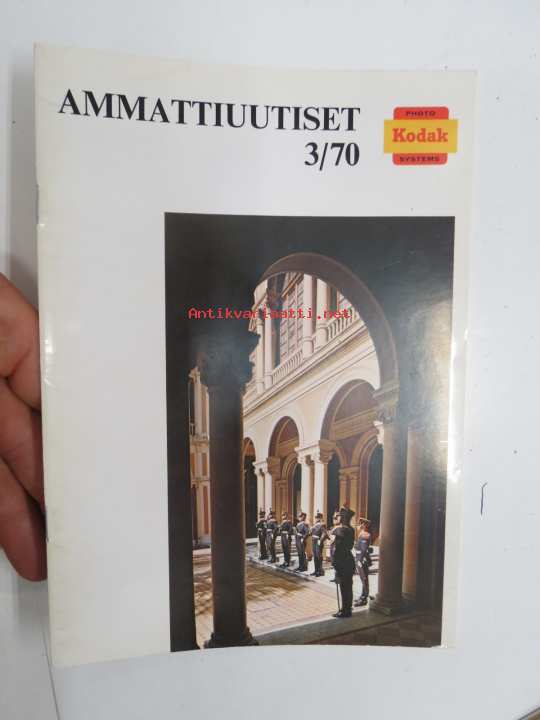 AMMATTIUUTISET
3/70
PHOTO
Kodak
SYSTEMS
Antikvariaatti.net